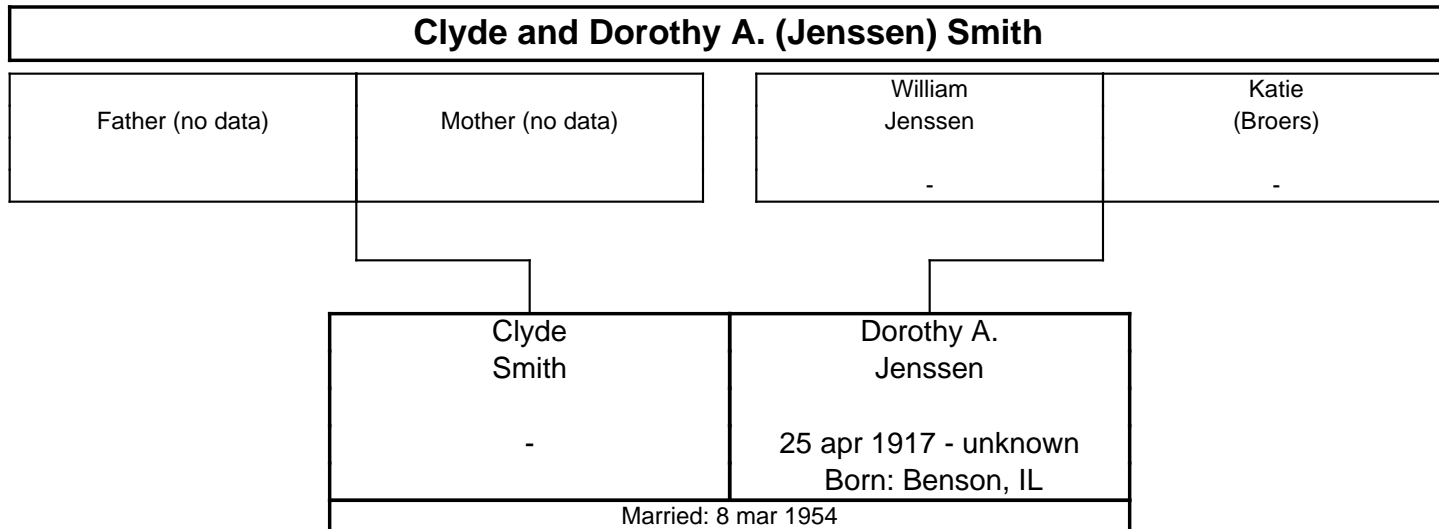 Clyde and Dorothy A. (Jenssen) Smith
Father (no data)
Mother (no data)
William
Jenssen
-
Katie
(Broers)
-
Clyde
Smith
-
Dorothy A.
Jenssen
25 apr 1917 - unknown
Born: Benson, IL
Married: 8 mar 1954